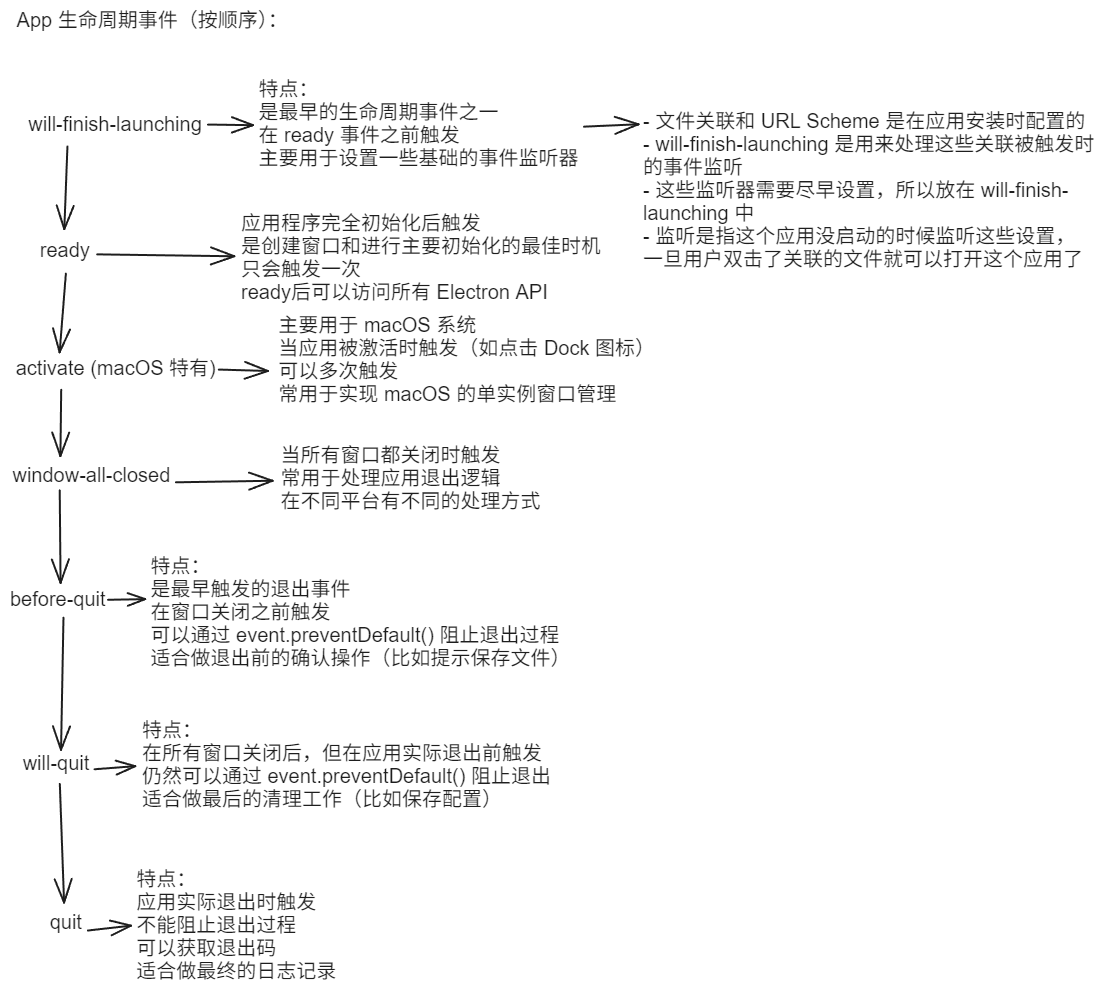 App 生命周期事件（按顺序）：
will-finish-launching
特点：
是最早的生命周期事件之一
在 ready 事件之前触发
主要用于设置一些基础的事件监听器
- 文件关联和 URL Scheme 是在应用安装时配置的
- will-finish-launching 是用来处理这些关联被触发时
的事件监听
- 这些监听器需要尽早设置，所以放在 will-finish-
launching 中
- 监听是指这个应用没启动的时候监听这些设置，
一旦用户双击了关联的文件就可以打开这个应用了
ready
应用程序完全初始化后触发
是创建窗口和进行主要初始化的最佳时机
只会触发一次
ready后可以访问所有 Electron API
activate (macOS 特有)
主要用于 macOS 系统
当应用被激活时触发（如点击 Dock 图标）
可以多次触发
常用于实现 macOS 的单实例窗口管理
window-all-closed
当所有窗口都关闭时触发
常用于处理应用退出逻辑
在不同平台有不同的处理方式
before-quit
特点：
是最早触发的退出事件
在窗口关闭之前触发
可以通过 event.preventDefault() 阻止退出过程
适合做退出前的确认操作（比如提示保存文件）
will-quit
特点：
在所有窗口关闭后，但在应用实际退出前触发
仍然可以通过 event.preventDefault() 阻止退出
适合做最后的清理工作（比如保存配置）
quit
特点：
应用实际退出时触发
不能阻止退出过程
可以获取退出码
适合做最终的日志记录